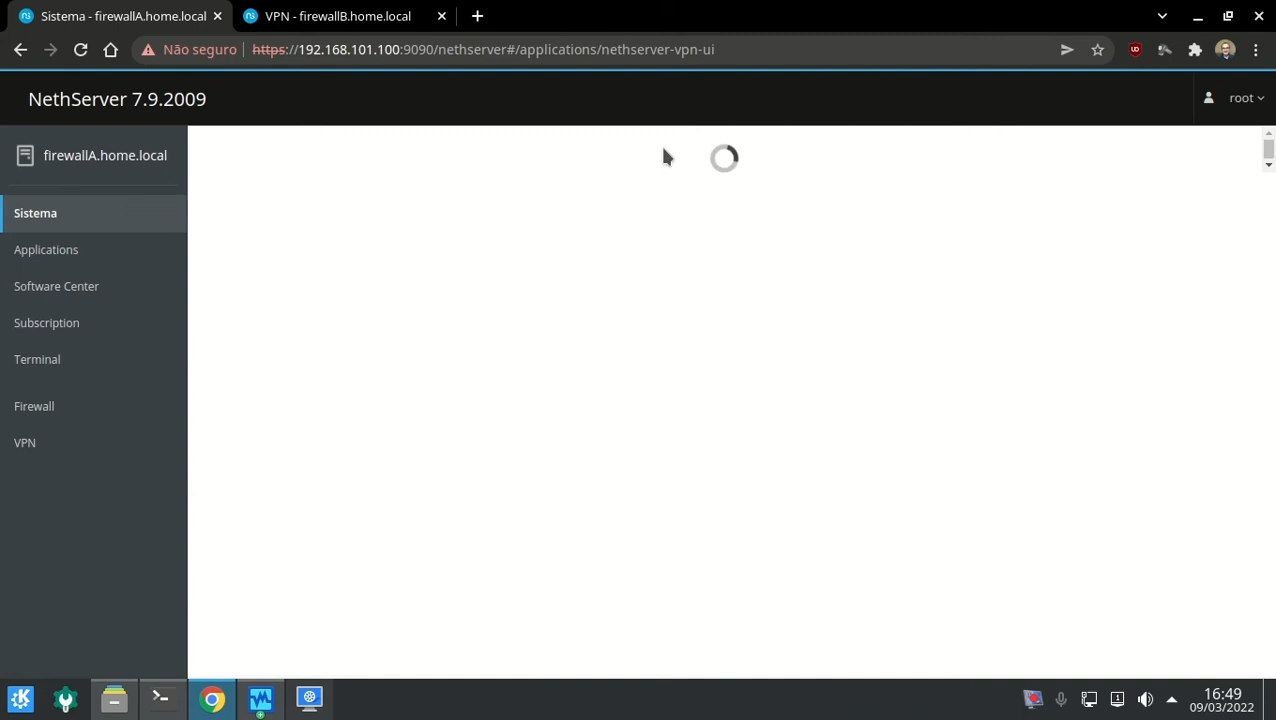 Sistema - firewallA.home.local
VPN - firewallB.home.local
Não seguro
https://192.168.101.100:9090/nethserver#/applications/nethserver-vpn-ui
NethServer 7.9.2009
root
firewallA.home.local
Sistema
Applications
Software Center
Subscription
Terminal
Firewall
VPN
16:49
09/03/2022